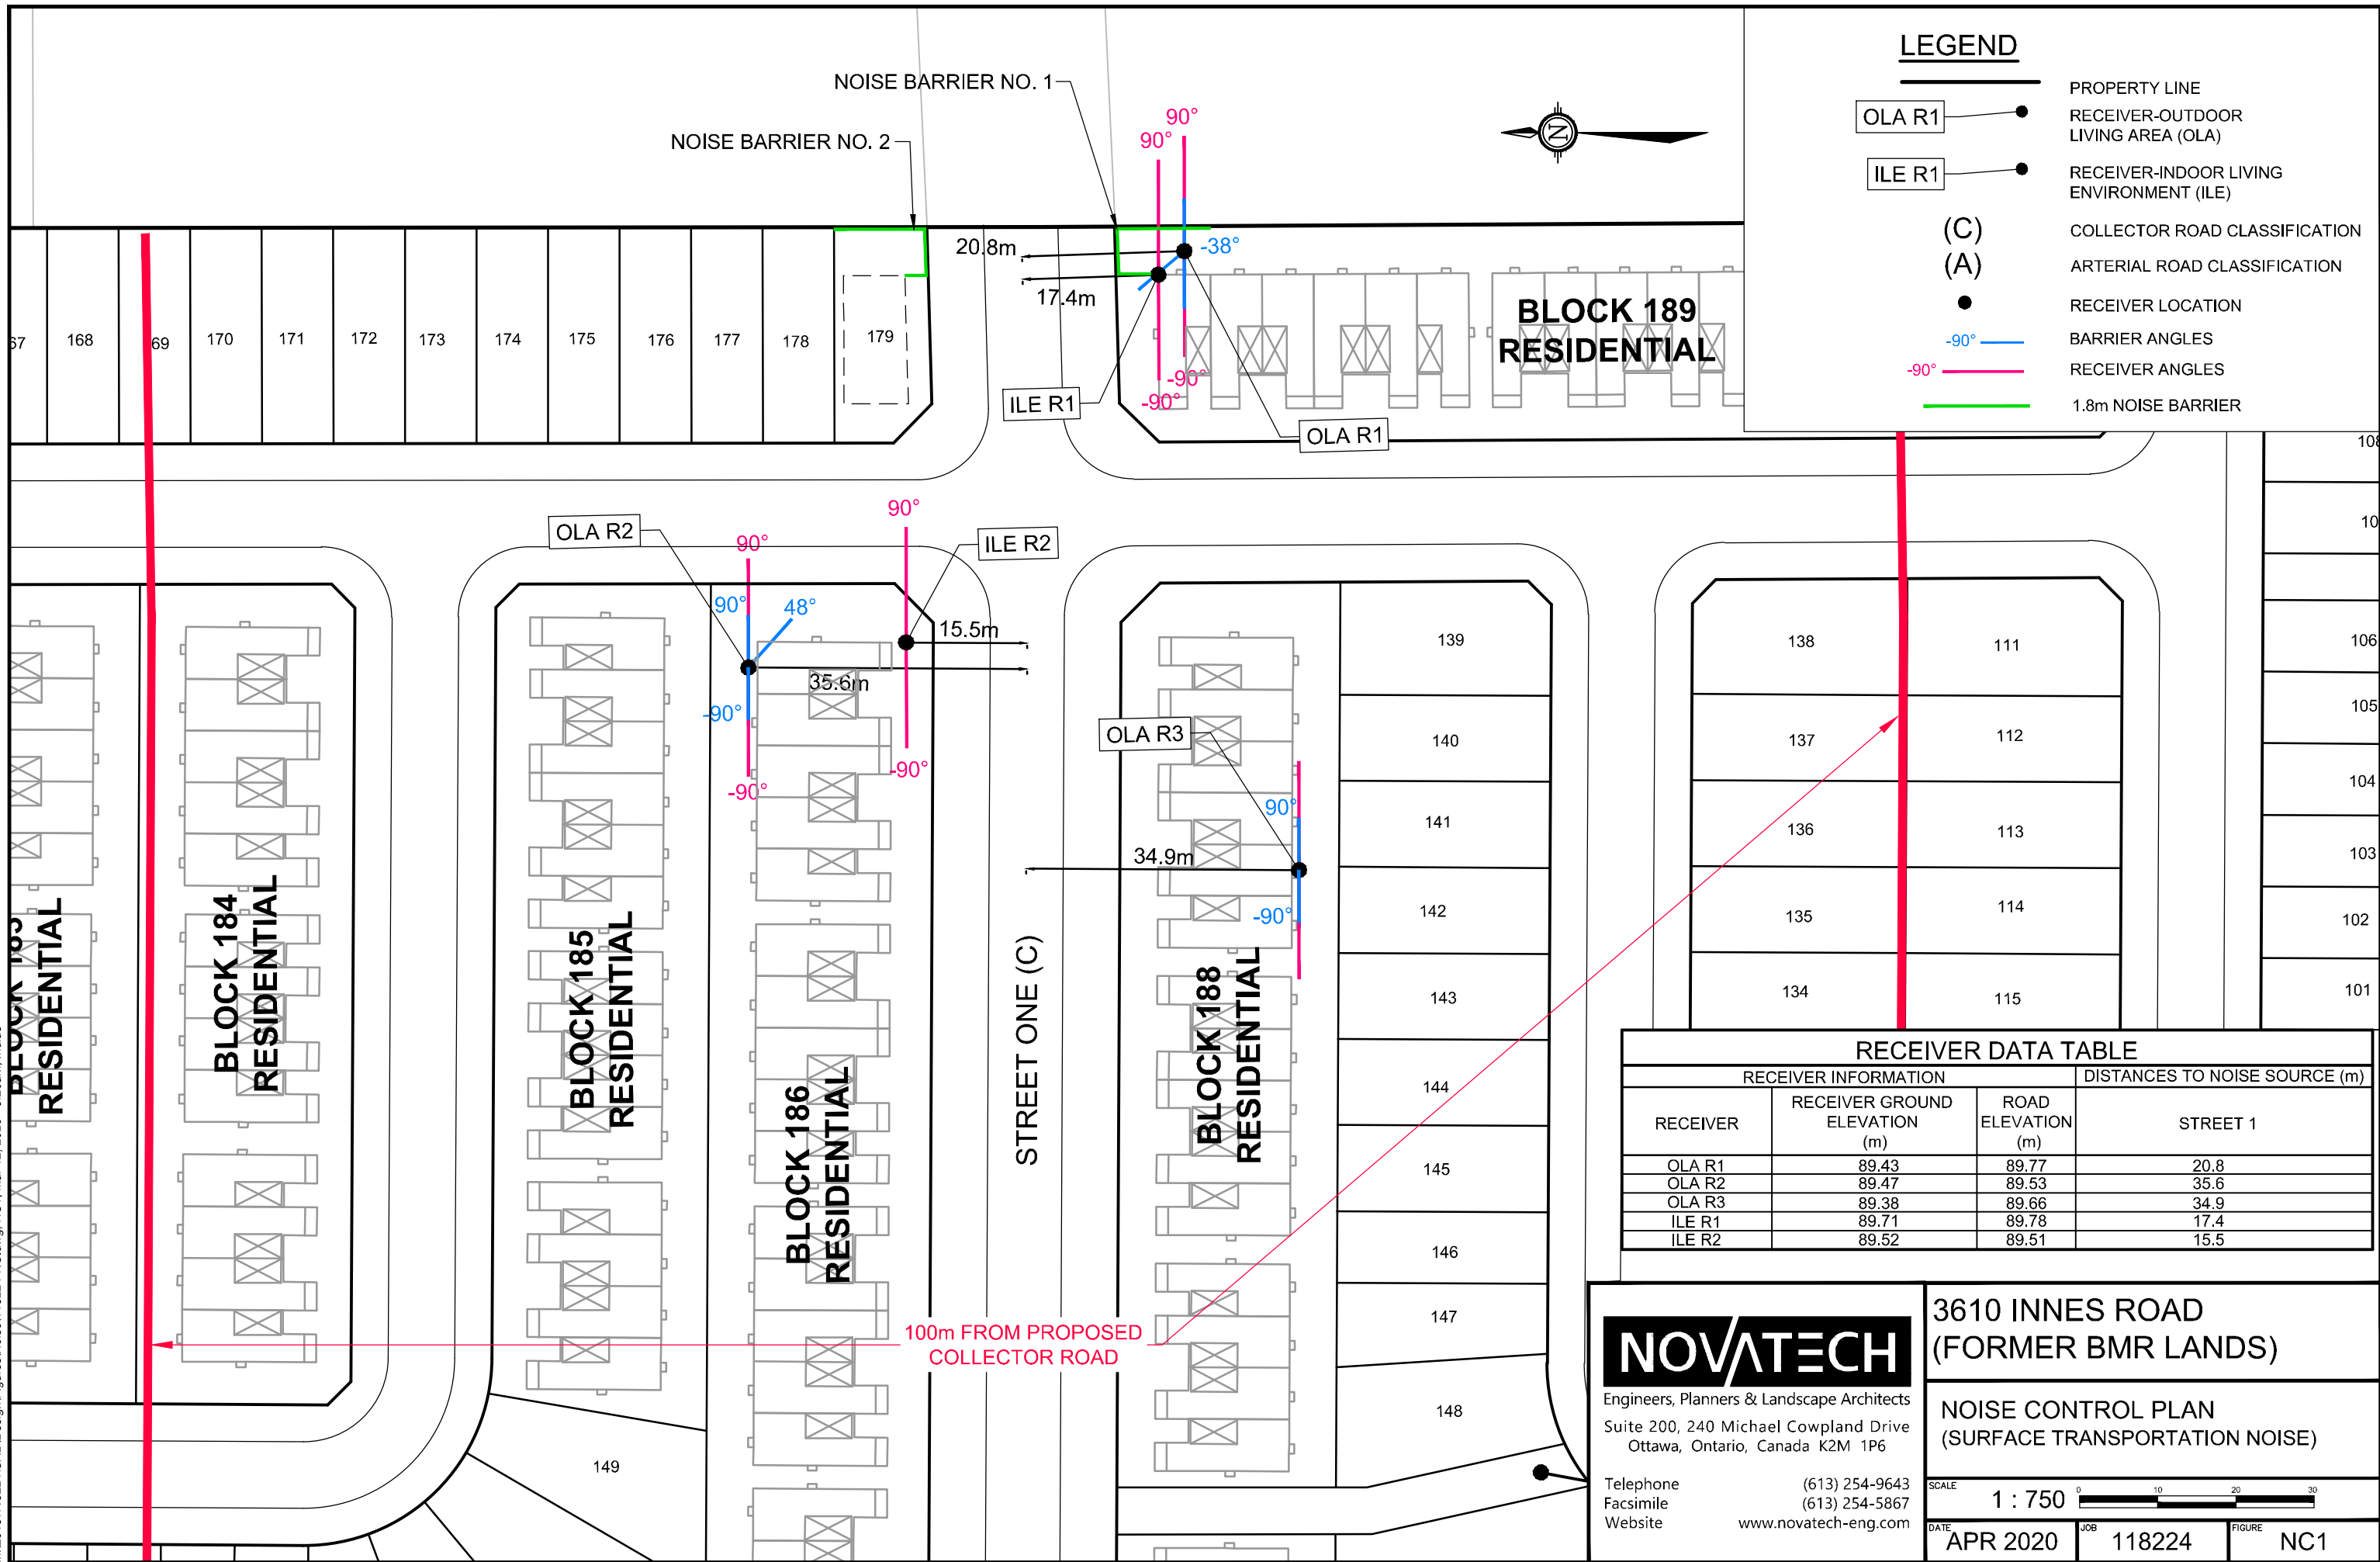 LEGEND
PROPERTY LINE
OLA R1
RECEIVER-OUTDOOR
LIVING AREA (OLA)
ILE R1
RECEIVER-INDOOR LIVING
ENVIRONMENT (ILE)
(C)
COLLECTOR ROAD CLASSIFICATION
(A)
ARTERIAL ROAD CLASSIFICATION
RECEIVER LOCATION
-90°
BARRIER ANGLES
-90°
RECEIVER ANGLES
1.8m NOISE BARRIER
NOISE BARRIER NO. 1
NOISE BARRIER NO. 2
N
90°
90°
-38°
20.8m
17.4m
-90°
-90°
ILE R1
OLA R1
BLOCK 189
RESIDENTIAL
67
168
69
170
171
172
173
174
175
176
177
178
179
OLA R2
ILE R2
90°
90°
90°
48°
15.5m
35.6m
-90°
-90°
-90°
OLA R3
34.9m
90°
-90°
BLOCK 183
RESIDENTIAL
BLOCK 184
RESIDENTIAL
BLOCK 185
RESIDENTIAL
BLOCK 186
RESIDENTIAL
STREET ONE (C)
BLOCK 188
RESIDENTIAL
139
140
141
142
143
144
145
146
147
148
149
138
137
136
135
134
111
112
113
114
115
108
10
106
105
104
103
102
101
100m FROM PROPOSED
COLLECTOR ROAD
RECEIVER DATA TABLE
RECEIVER INFORMATION DISTANCES TO NOISE SOURCE (m)
RECEIVER RECEIVER GROUND ELEVATION (m) ROAD ELEVATION (m) STREET 1
OLA R1 89.43 89.77 20.8
OLA R2 89.47 89.53 35.6
OLA R3 89.38 89.66 34.9
ILE R1 89.71 89.78 17.4
ILE R2 89.52 89.51 15.5
NOVATECH
Engineers, Planners & Landscape Architects
Suite 200, 240 Michael Cowpland Drive
Ottawa, Ontario, Canada K2M 1P6
Telephone (613) 254-9643
Facsimile (613) 254-5867
Website www.novatech-eng.com
3610 INNES ROAD
(FORMER BMR LANDS)
NOISE CONTROL PLAN
(SURFACE TRANSPORTATION NOISE)
SCALE
1 : 750
0 10 20 30
DATE
APR 2020
JOB
118224
FIGURE
NC1